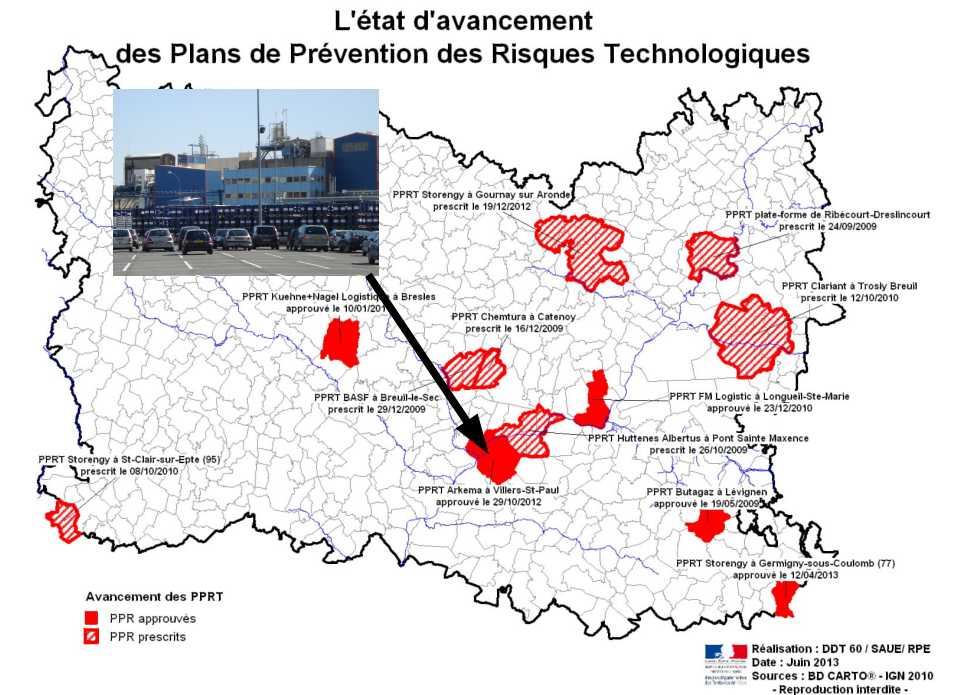 L'état d'avancement
des Plans de Prévention des Risques Technologiques
PPRT Storengy à Gournay sur Aronde
prescrit le 19/12/2012
PPRT plate-forme de Ribécourt-Dreslincourt
prescrit le 24/09/2009
PPRT Clariant à Trosly Breuil
prescrit le 12/10/2010
PPRT Kuehne+Nagel Logistique à Bresles
approuvé le 10/01/201
PPRT Chemtura à Catenoy
prescrit le 16/12/2009
PPRT BASF à Breuil-le-Sec
prescrit le 29/12/2009
PPRT FM Logistic à Longueil-Ste-Marie
approuvé le 23/12/2010
PPRT Huttenes Albertus à Pont Sainte Maxence
prescrit le 26/10/2009
PPRT Storengy à St-Clair-sur-Epte (95)
prescrit le 08/10/2010
PPRT Arkema à Villers-St-Paul
approuvé le 29/10/2012
PPRT Butagaz à Lévignen
approuvé le 19/05/2009
PPRT Storengy à Germigny-sous-Coulomb (77)
approuvé le 12/04/2013
Avancement des PPRT
PPR approuvés
PPR prescrits
Réalisation : DDT 60 / SAUE/ RPE
Date : Juin 2013
Sources : BD CARTO® - IGN 2010
- Reproduction interdite -